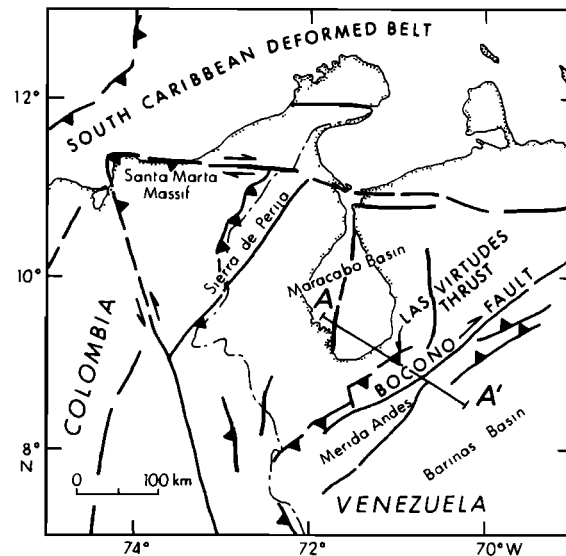 SOUTH CARIBBEAN DEFORMED BELT
12°
Santa Marta
Massif
Sierra de Perija
10°
Maracabo Basin
A
LAS VIRTUDES
THRUST
BOCONO FAULT
COLOMBIA
A'
Merida Andes
Barinas Basin
8°
N
0 100 km
VENEZUELA
74° 72° 70°W